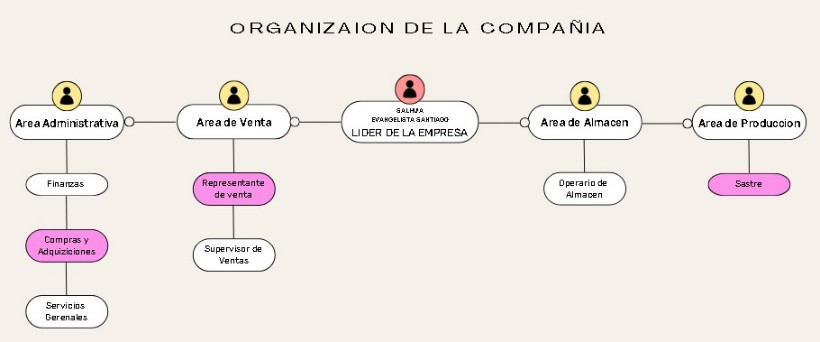 ORGANIZAION DE LA COMPAÑIA
Area Administrativa
Area de Venta
GALHUA
EVANGELISTA SANTIAGO
LIDER DE LA EMPRESA
Area de Almacen
Area de Produccion
Finanzas
Compras y
Adquiziciones
Servicios
Gerenales
Representante
de venta
Supervisor de
Ventas
Operario de
Almacen
Sastre